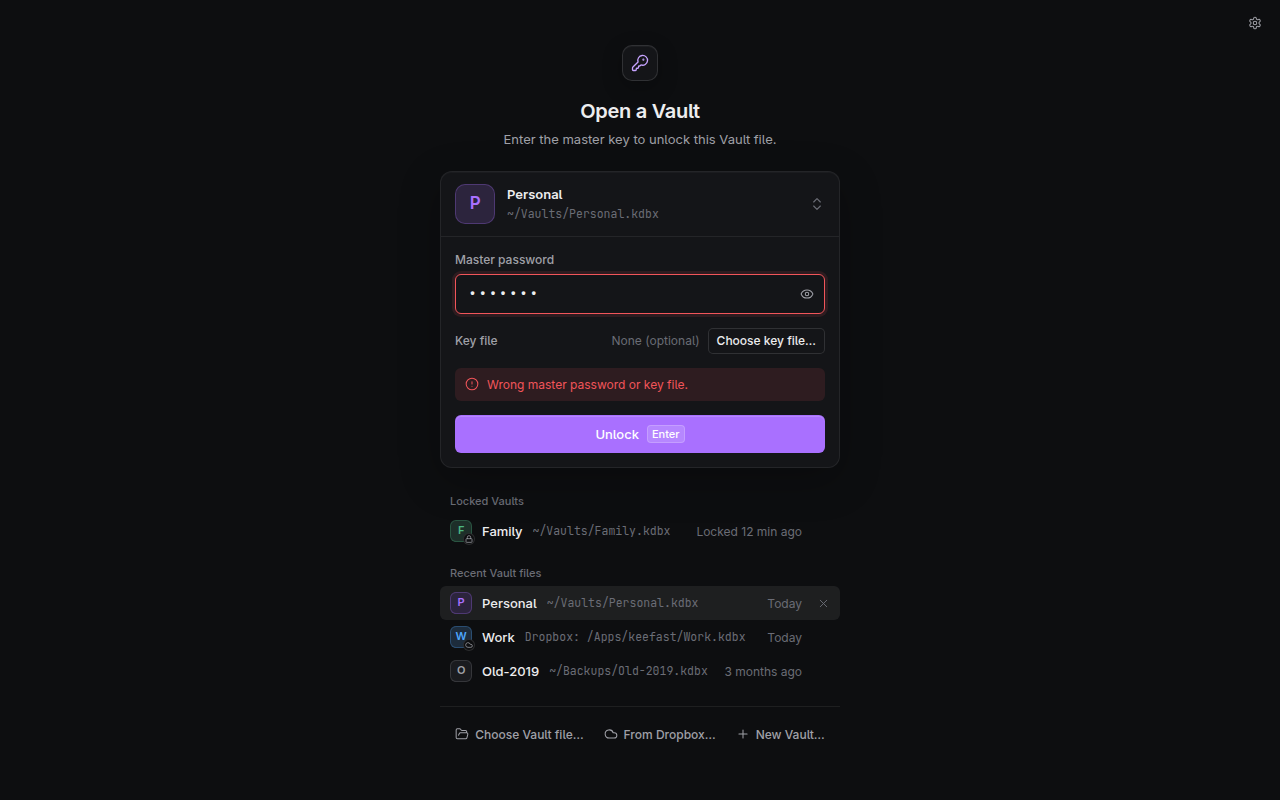 Open a Vault
Enter the master key to unlock this Vault file.
P Personal
~/Vaults/Personal.kdbx
Master password
•••••••
Key file None (optional) Choose key file...
Wrong master password or key file.
Unlock Enter
Locked Vaults
F Family ~/Vaults/Family.kdbx Locked 12 min ago
Recent Vault files
P Personal ~/Vaults/Personal.kdbx Today
W Work Dropbox: /Apps/keefast/Work.kdbx Today
O Old-2019 ~/Backups/Old-2019.kdbx 3 months ago
Choose Vault file... From Dropbox... New Vault...